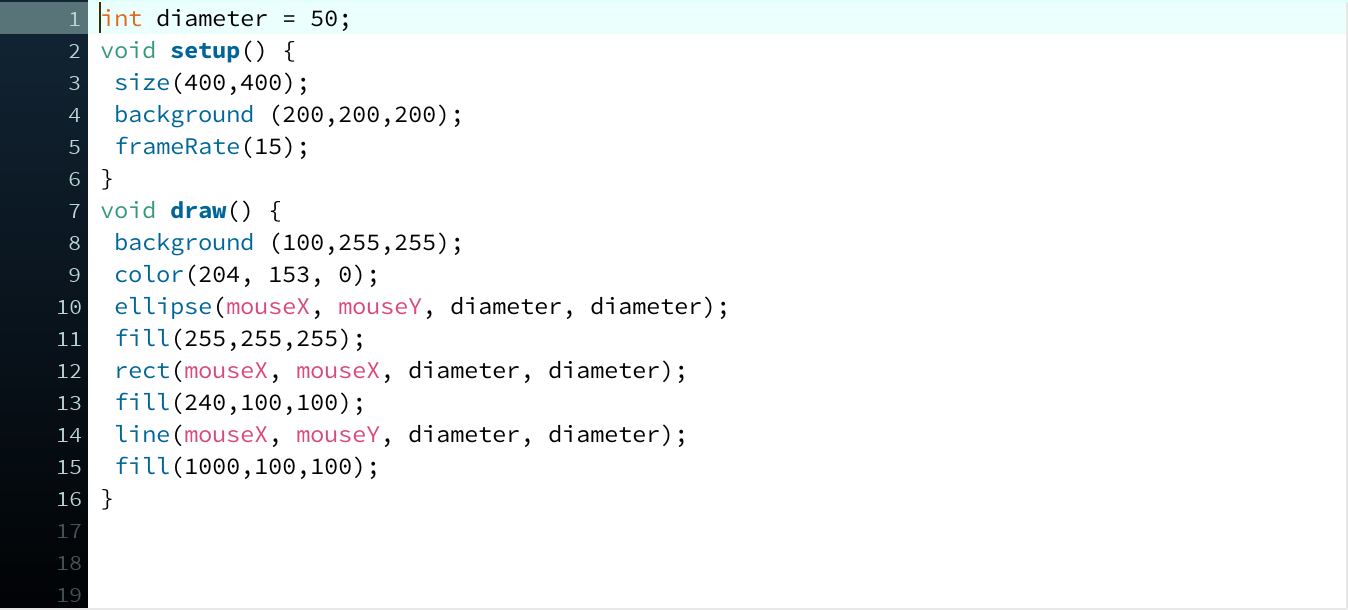 1 int diameter = 50;
2 void setup() {
3  size(400,400);
4  background (200,200,200);
5  frameRate(15);
6 }
7 void draw() {
8  background (100,255,255);
9  color(204, 153, 0);
10  ellipse(mouseX, mouseY, diameter, diameter);
11  fill(255,255,255);
12  rect(mouseX, mouseX, diameter, diameter);
13  fill(240,100,100);
14  line(mouseX, mouseY, diameter, diameter);
15  fill(1000,100,100);
16 }
17
18
19